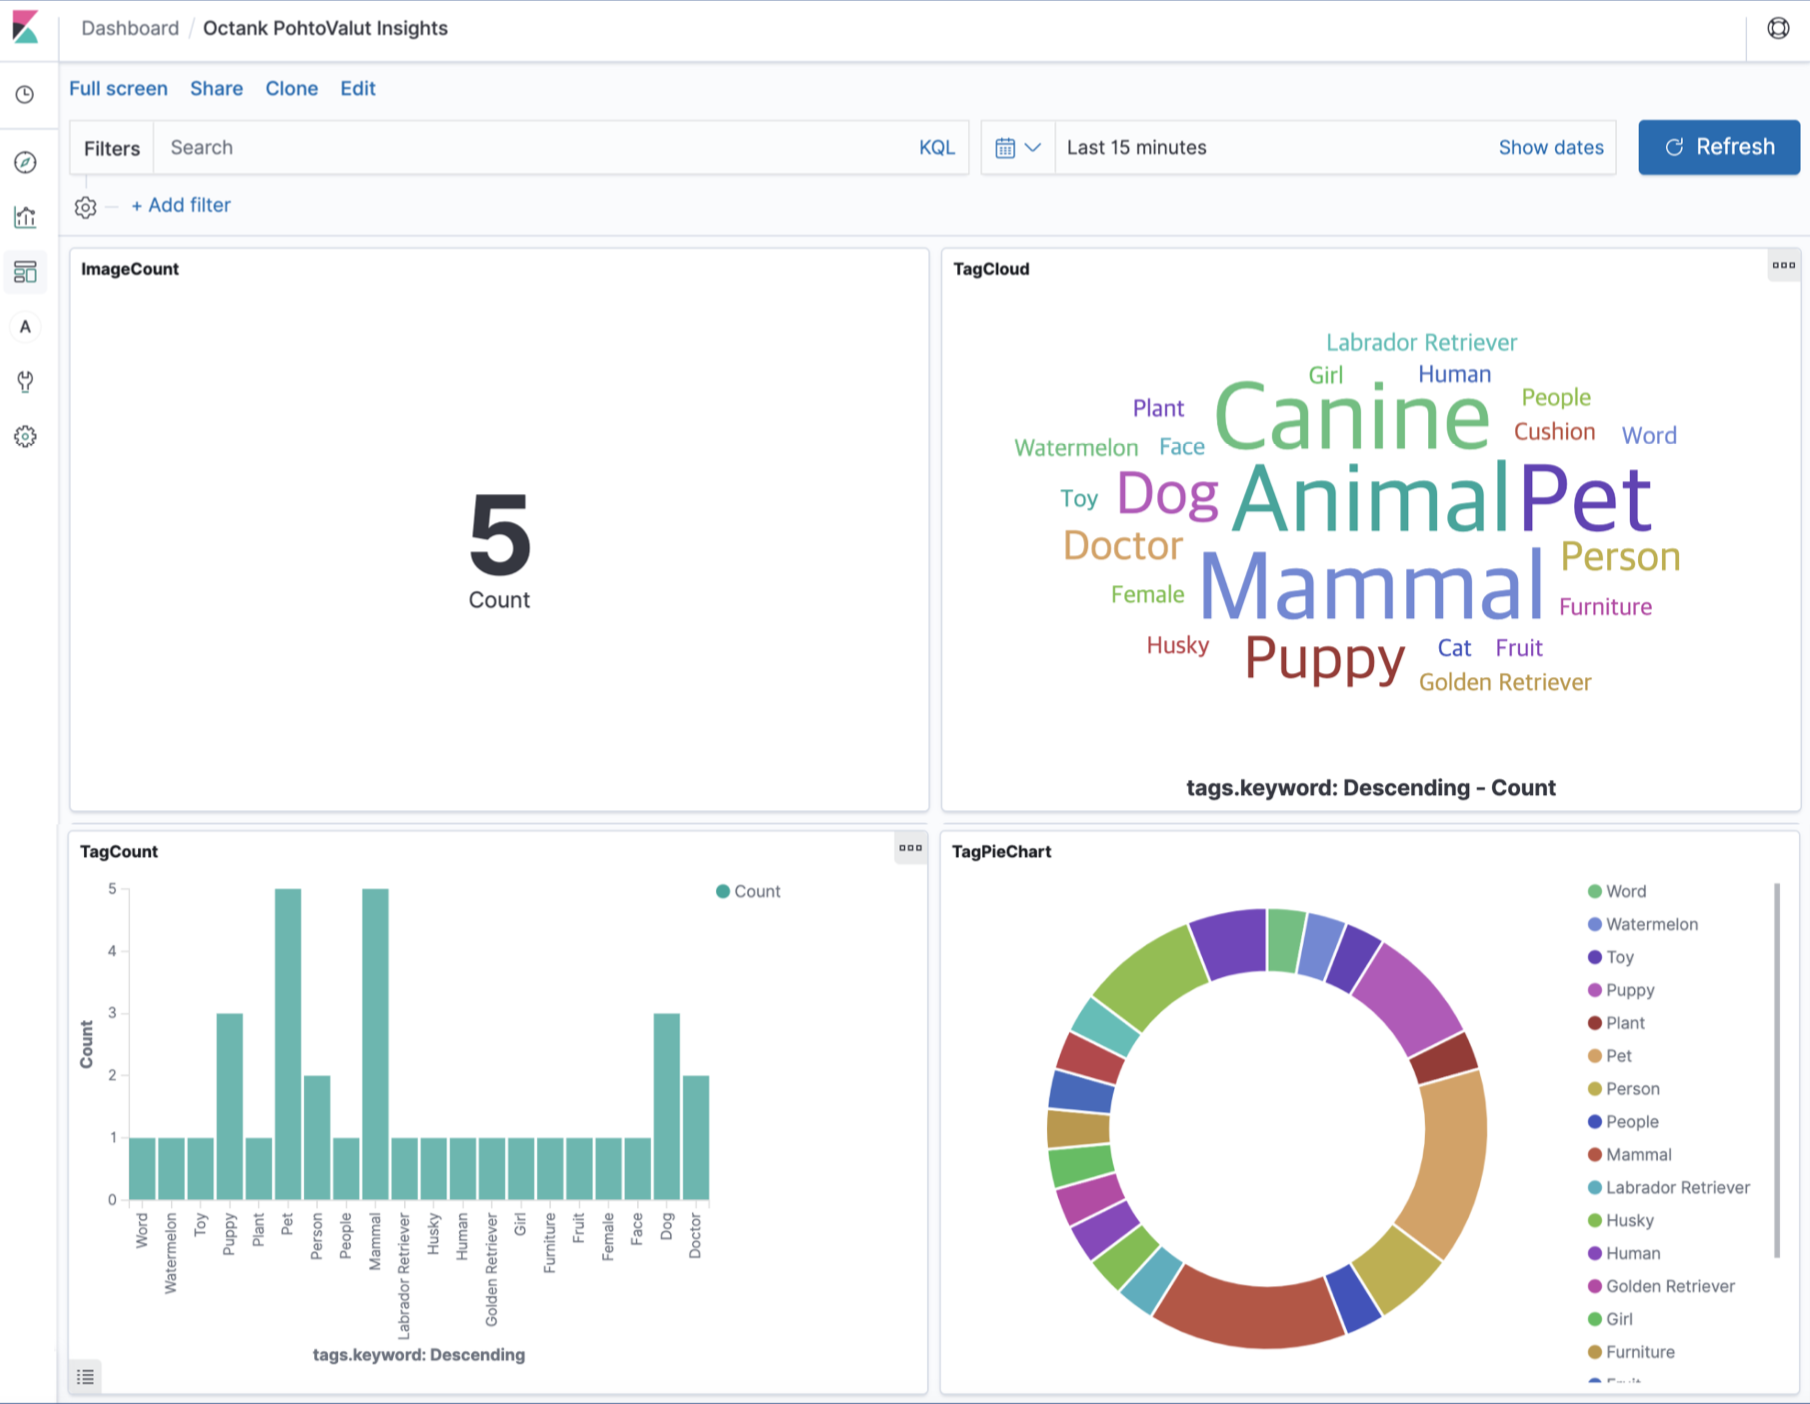 Dashboard / Octank PohtoValut Insights
Full screen Share Clone Edit
Filters Search KQL Last 15 minutes Show dates Refresh
+ Add filter
A
ImageCount
5
Count
TagCloud
Labrador Retriever
Girl Human
Plant Canine People
Cushion Word
Watermelon Face
Toy Dog Animal Pet
Doctor Person
Female Mammal Furniture
Husky Puppy Cat Fruit
Golden Retriever
tags.keyword: Descending - Count
TagCount
Count
5
4
3
2
1
0
Count
Word Watermelon Toy Puppy Plant Pet Person People Mammal Labrador Retriever Husky Human Golden Retriever Girl Furniture Fruit Female Face Dog Doctor
tags.keyword: Descending
TagPieChart
Word
Watermelon
Toy
Puppy
Plant
Pet
Person
People
Mammal
Labrador Retriever
Husky
Human
Golden Retriever
Girl
Furniture
Fruit